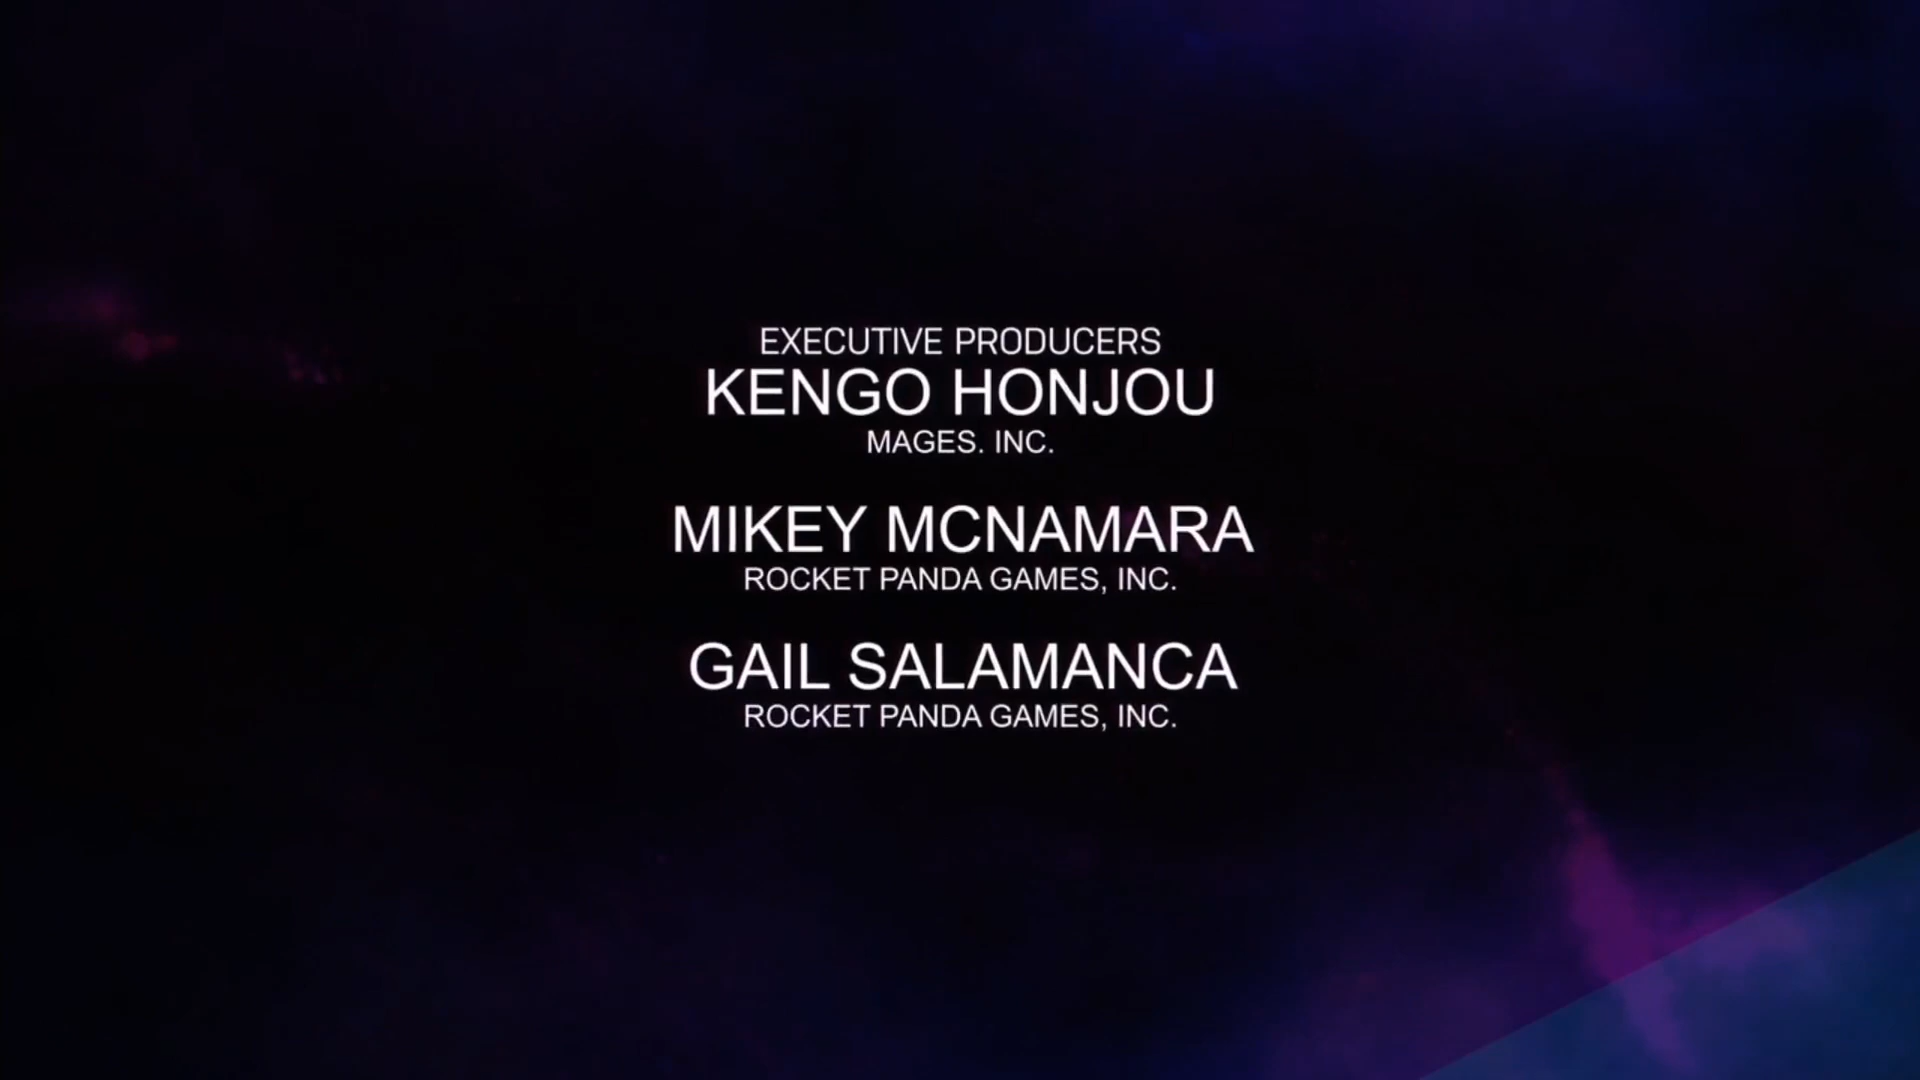 EXECUTIVE PRODUCERS
KENGO HONJOU
MAGES. INC.
MIKEY MCNAMARA
ROCKET PANDA GAMES, INC.
GAIL SALAMANCA
ROCKET PANDA GAMES, INC.